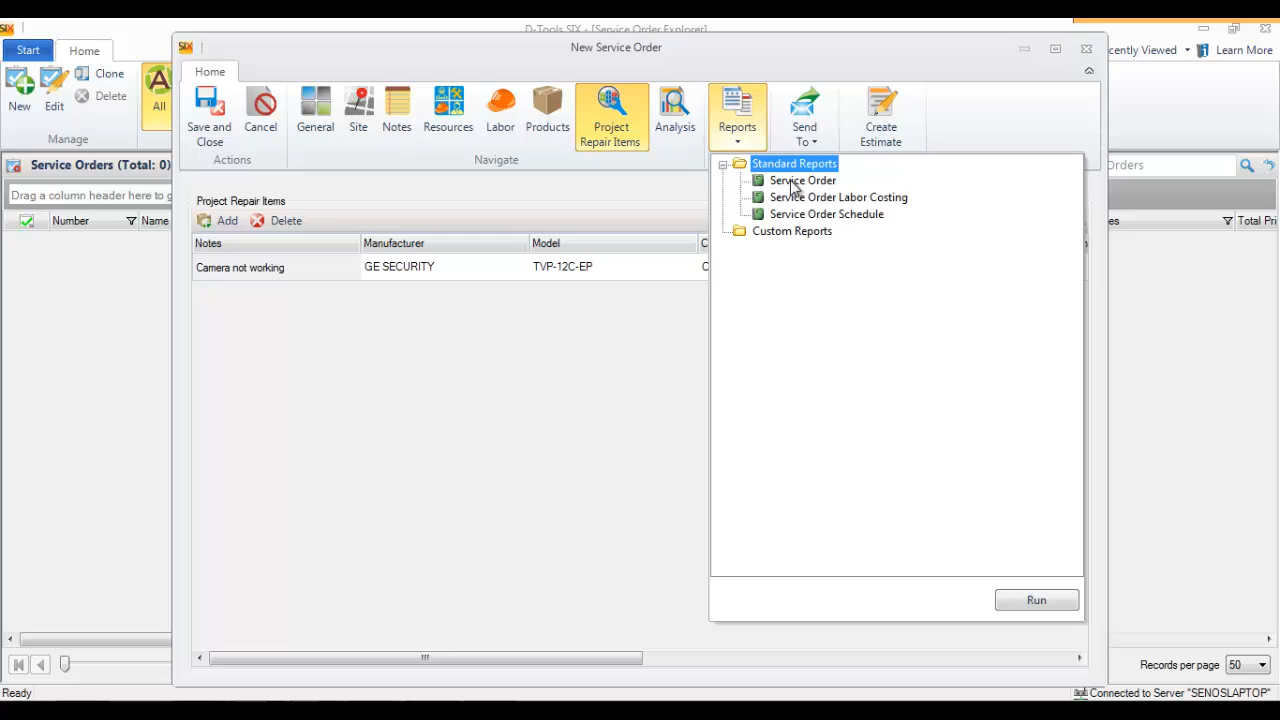 D-Tools SIX - [Service Order Explorer]
SIX
New Service Order
SIX
Start
Home
Home
cently Viewed
Learn More
Clone
Delete
New
Edit
All
Manage
Save and
Close
Cancel
General
Site
Notes
Resources
Labor
Products
Project
Repair Items
Analysis
Reports
Send
To
Create
Estimate
Actions
Navigate
Service Orders (Total: 0)
Orders
Standard Reports
Service Order
Service Order Labor Costing
Service Order Schedule
Custom Reports
Drag a column header here to g
Project Repair Items
Add
Delete
Number
Name
es
Total Pri
Notes
Manufacturer
Model
C
Camera not working
GE SECURITY
TVP-12C-EP
C
Run
Records per page
50
Ready
Connected to Server "SENOSLAPTOP"